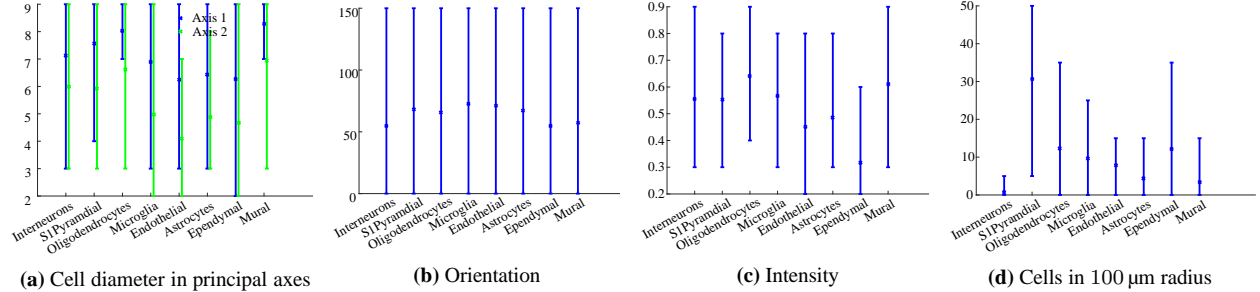 9
8
7
6
5
4
3
2
Axis 1
Axis 2
Interneurons
S1Pyramdial
Oligodendrocytes
Microglia
Endothelial
Astrocytes
Ependymal
Mural
(a) Cell diameter in principal axes
150
100
50
0
Interneurons
S1Pyramdial
Oligodendrocytes
Microglia
Endothelial
Astrocytes
Ependymal
Mural
(b) Orientation
0.9
0.8
0.7
0.6
0.5
0.4
0.3
0.2
Interneurons
S1Pyramdial
Oligodendrocytes
Microglia
Endothelial
Astrocytes
Ependymal
Mural
(c) Intensity
50
40
30
20
10
0
Interneurons
S1Pyramdial
Oligodendrocytes
Microglia
Endothelial
Astrocytes
Ependymal
Mural
(d) Cells in 100 µm radius